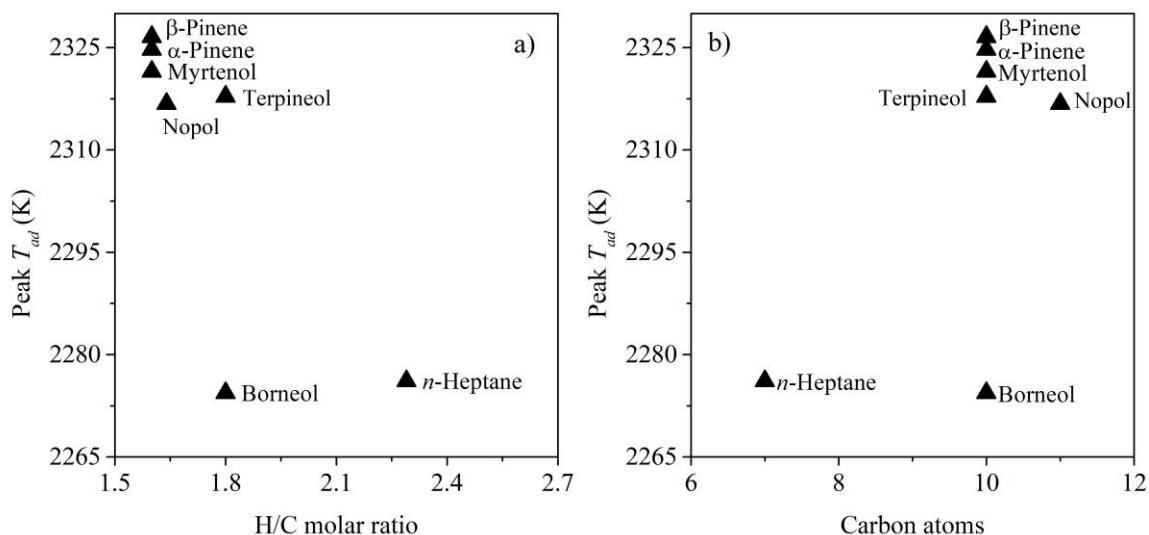 a)
β-Pinene
α-Pinene
Myrtenol
Terpineol
Nopol
Borneol
n-Heptane
2325
2310
2295
2280
2265
Peak T_ad (K)
1.5 1.8 2.1 2.4 2.7
H/C molar ratio
b)
β-Pinene
α-Pinene
Myrtenol
Terpineol
Nopol
n-Heptane
Borneol
2325
2310
2295
2280
2265
Peak T_ad (K)
6 8 10 12
Carbon atoms